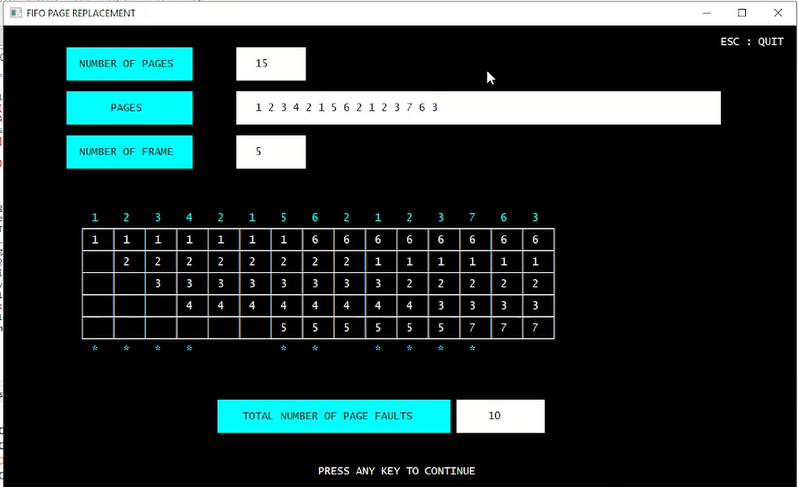 FIFO PAGE REPLACEMENT
ESC : QUIT
NUMBER OF PAGES 15
PAGES 1 2 3 4 2 1 5 6 2 1 2 3 7 6 3
NUMBER OF FRAME 5
1 2 3 4 2 1 5 6 2 1 2 3 7 6 3
1 1 1 1 1 1 1 6 6 6 6 6 6 6 6
2 2 2 2 2 2 2 2 1 1 1 1 1 1
3 3 3 3 3 3 3 3 2 2 2 2 2
4 4 4 4 4 4 4 4 3 3 3 3
5 5 5 5 5 5 7 7 7
* * * * * * * * * *
TOTAL NUMBER OF PAGE FAULTS 10
PRESS ANY KEY TO CONTINUE